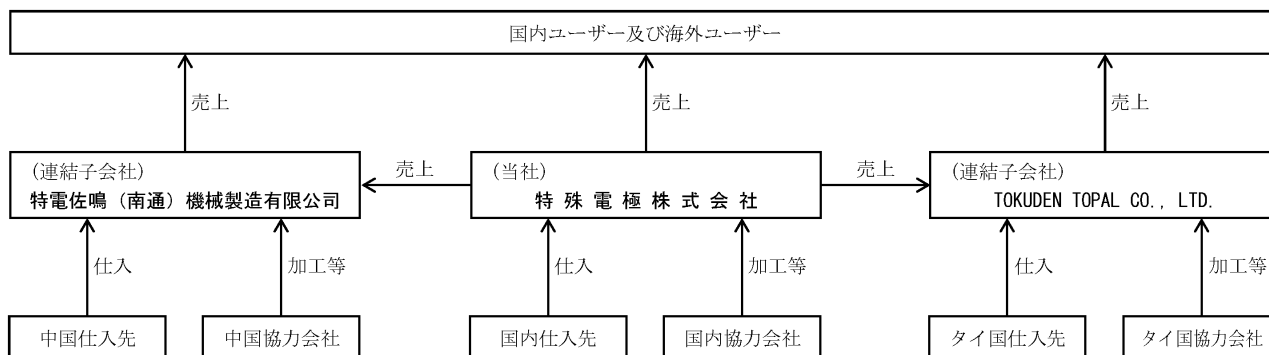 国内ユーザー及び海外ユーザー
売上
売上
売上
(連結子会社)
特電佐鳴(南通)機械製造有限公司
売上
(当社)
特殊電極株式会社
売上
(連結子会社)
TOKUDEN TOPAL CO., LTD.
仕入
加工等
仕入
加工等
仕入
加工等
中国仕入先
中国協力会社
国内仕入先
国内協力会社
タイ国仕入先
タイ国協力会社